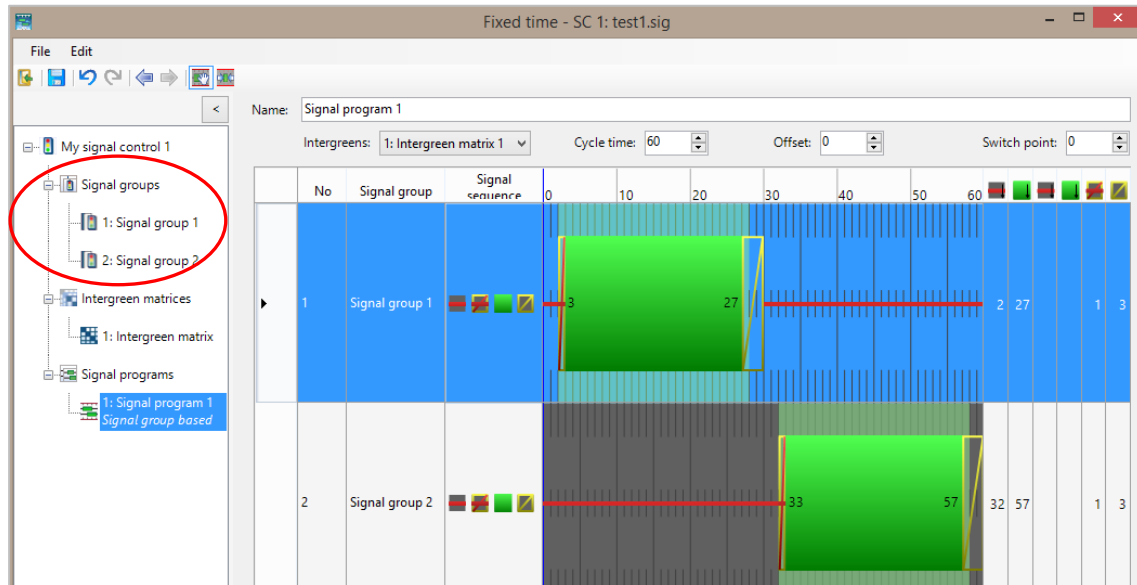 Fixed time - SC 1: test1.sig
File Edit
<
Name: Signal program 1
My signal control 1
Intergreens: 1: Intergreen matrix 1 Cycle time: 60 Offset: 0 Switch point: 0
Signal groups
No Signal group Signal sequence 0 10 20 30 40 50 60
1: Signal group 1
2: Signal group 2
Intergreen matrices
1 Signal group 1 3 27 2 27 1 3
1: Intergreen matrix
Signal programs
1: Signal program 1
Signal group based
2 Signal group 2 33 57 32 57 1 3